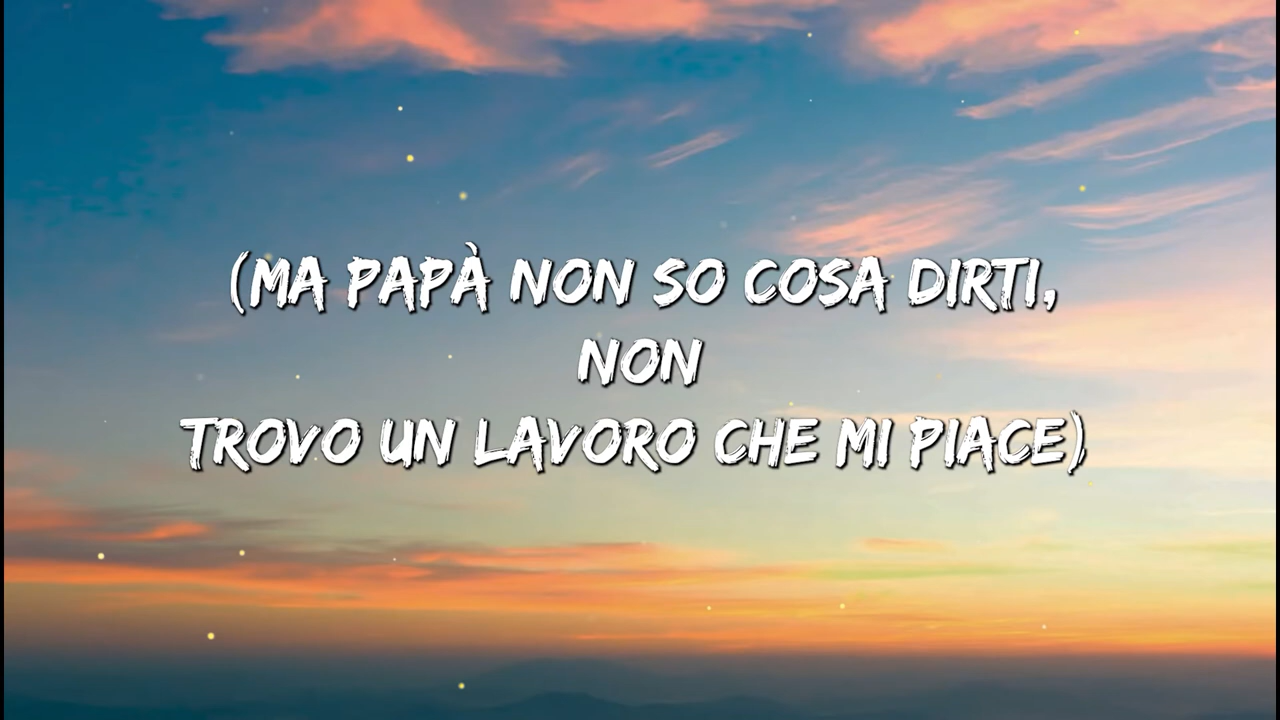 (MA PAPÀ NON SO COSA DIRTI,
NON
TROVO UN LAVORO CHE MI PIACE)